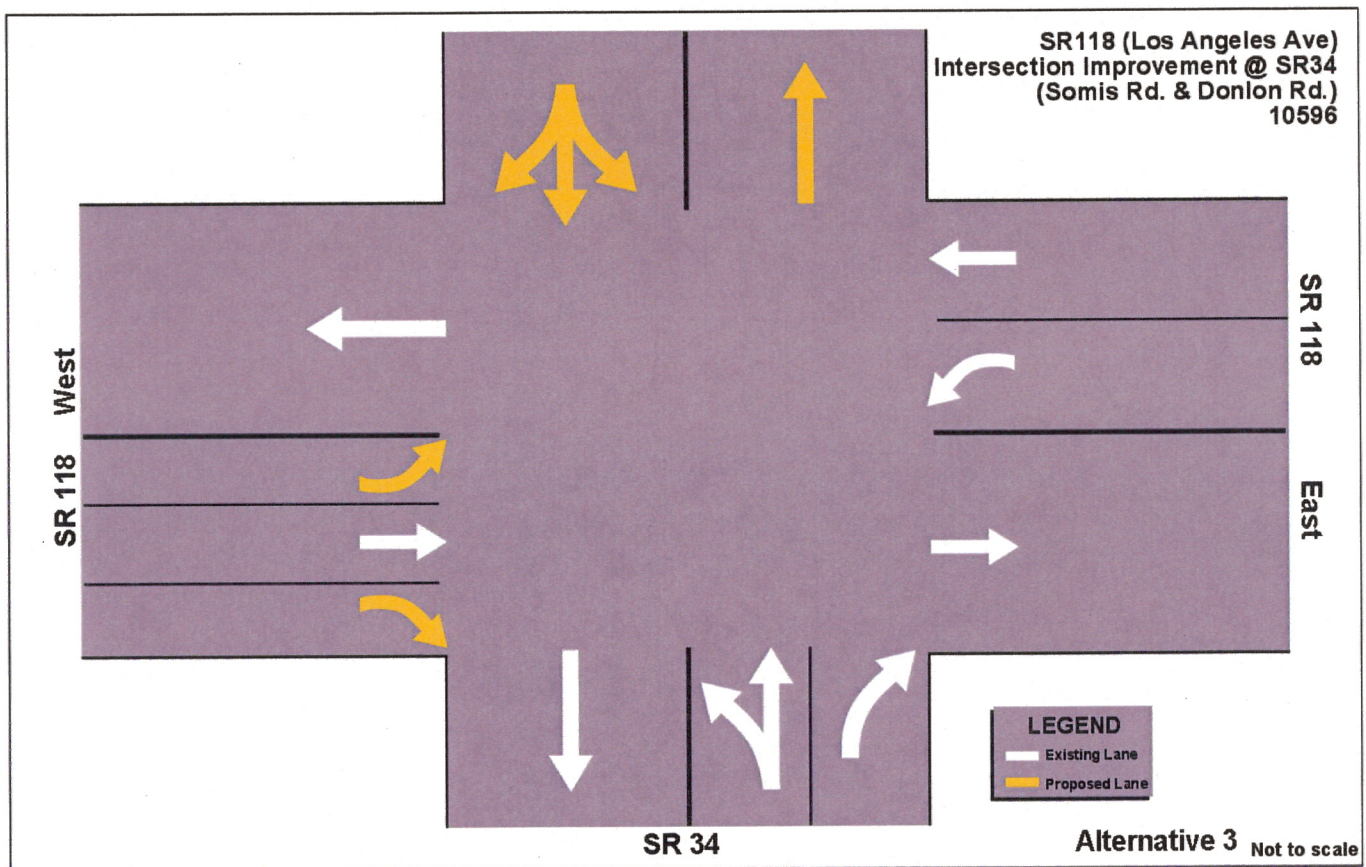 SR118 (Los Angeles Ave)
Intersection Improvement @ SR34
(Somis Rd. & Donlon Rd.)
10596
SR 118 West
SR 118 East
LEGEND
Existing Lane
Proposed Lane
SR 34
Alternative 3 Not to scale